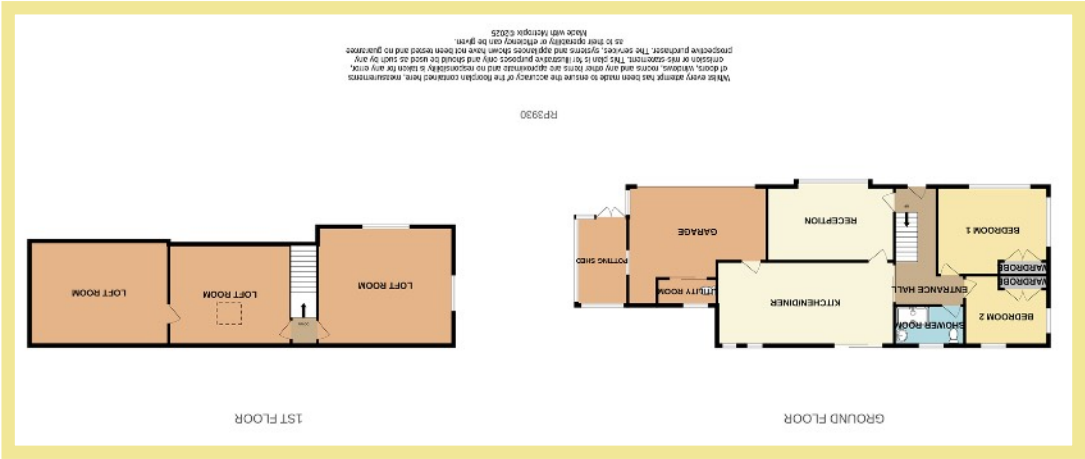 GROUND FLOOR
1ST FLOOR
BEDROOM 2
SHOWER ROOM
KITCHEN/DINER
UTILITY ROOM
WARDROBE
WARDROBE
ENTRANCE HALL
BEDROOM 1
RECEPTION
GARAGE
POTTING SHED
UP
LOFT ROOM
LOFT ROOM
LOFT ROOM
DOWN
RP3930
Whilst every attempt has been made to ensure the accuracy of the floorplan contained here, measurements
of doors, windows, rooms and any other items are approximate and no responsibility is taken for any error,
omission or mis-statement. This plan is for illustrative purposes only and should be used as such by any
prospective purchaser. The services, systems and appliances shown have not been tested and no guarantee
as to their operability or efficiency can be given.
Made with Metropix ©2025